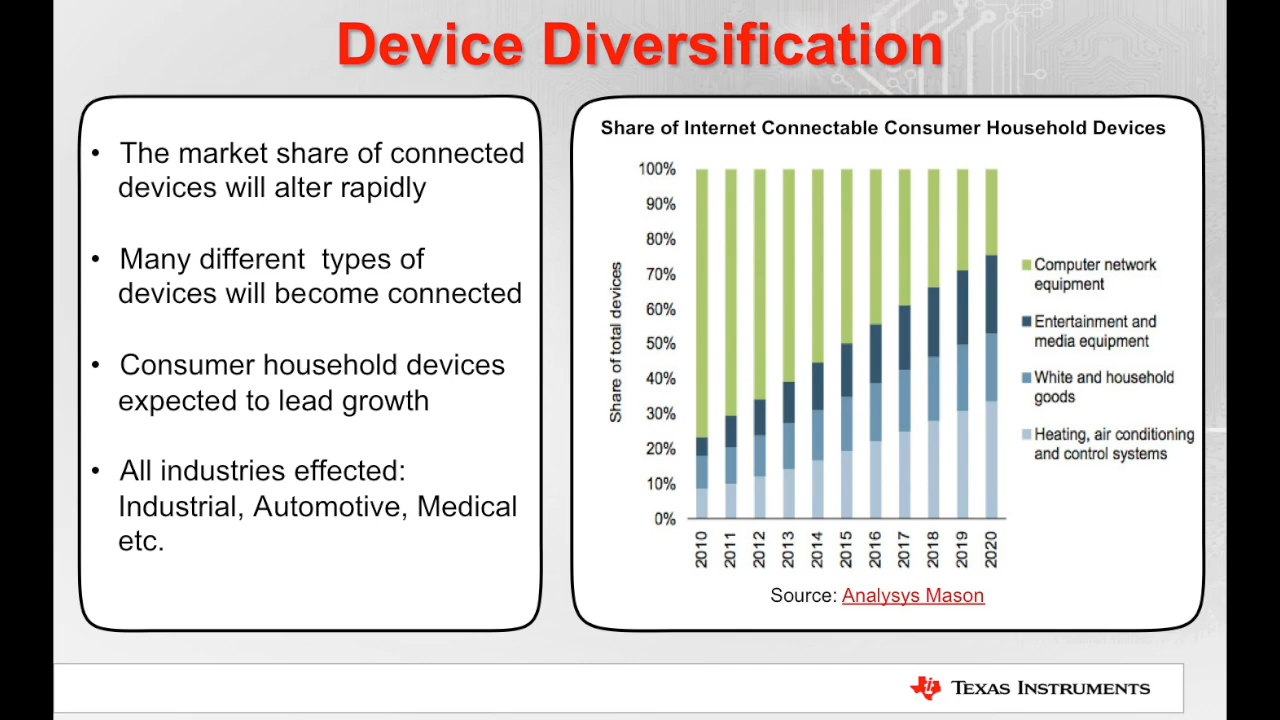 Device Diversification
• The market share of connected
devices will alter rapidly
• Many different  types of
devices will become connected
• Consumer household devices
expected to lead growth
• All industries effected:
Industrial, Automotive, Medical
etc.
Share of Internet Connectable Consumer Household Devices
Share of total devices
100%
90%
80%
70%
60%
50%
40%
30%
20%
10%
0%
2010
2011
2012
2013
2014
2015
2016
2017
2018
2019
2020
Computer network
equipment
Entertainment and
media equipment
White and household
goods
Heating, air conditioning
and control systems
Source: Analysys Mason
TEXAS INSTRUMENTS